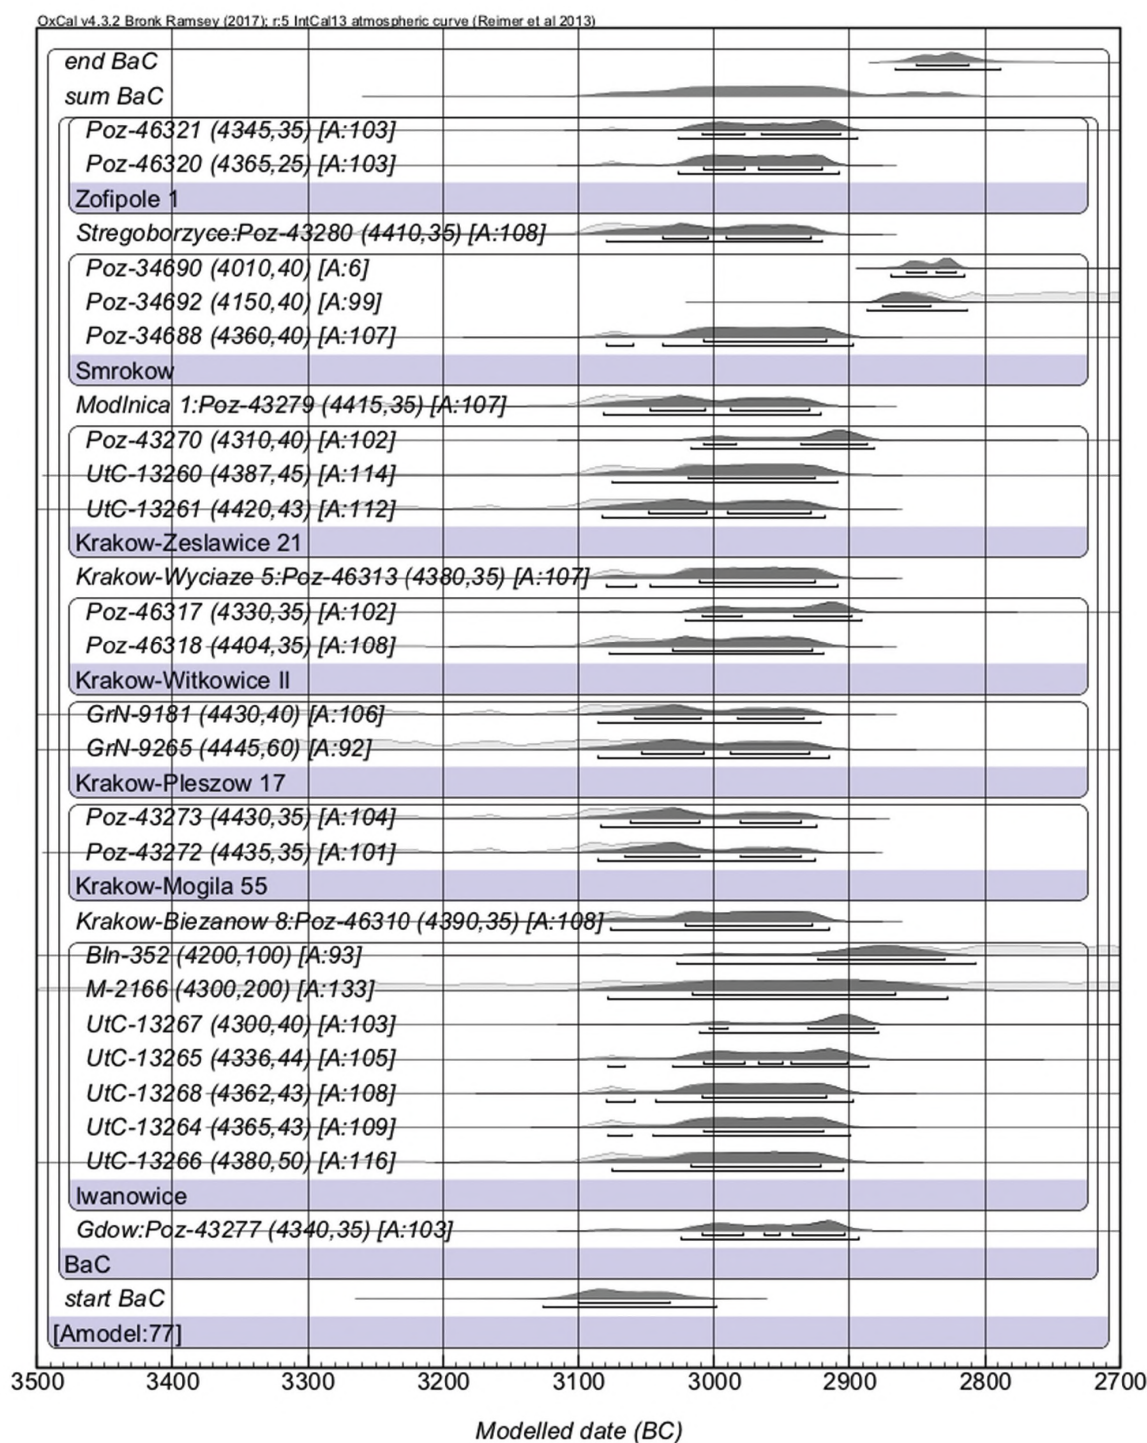 OxCal v4.3.2 Bronk Ramsey (2017); r:5 IntCal13 atmospheric curve (Reimer et al 2013)
end BaC
sum BaC
Poz-46321 (4345,35) [A:103]
Poz-46320 (4365,25) [A:103]
Zofipole 1
Stregoborzyce:Poz-43280 (4410,35) [A:108]
Poz-34690 (4010,40) [A:6]
Poz-34692 (4150,40) [A:99]
Poz-34688 (4360,40) [A:107]
Smrokow
Modlnica 1:Poz-43279 (4415,35) [A:107]
Poz-43270 (4310,40) [A:102]
UtC-13260 (4387,45) [A:114]
UtC-13261 (4420,43) [A:112]
Krakow-Zeslawice 21
Krakow-Wyciaze 5:Poz-46313 (4380,35) [A:107]
Poz-46317 (4330,35) [A:102]
Poz-46318 (4404,35) [A:108]
Krakow-Witkowice II
GrN-9181 (4430,40) [A:106]
GrN-9265 (4445,60) [A:92]
Krakow-Pleszow 17
Poz-43273 (4430,35) [A:104]
Poz-43272 (4435,35) [A:101]
Krakow-Mogila 55
Krakow-Biezanow 8:Poz-46310 (4390,35) [A:108]
Bln-352 (4200,100) [A:93]
M-2166 (4300,200) [A:133]
UtC-13267 (4300,40) [A:103]
UtC-13265 (4336,44) [A:105]
UtC-13268 (4362,43) [A:108]
UtC-13264 (4365,43) [A:109]
UtC-13266 (4380,50) [A:116]
Iwanowice
Gdow:Poz-43277 (4340,35) [A:103]
BaC
start BaC
[Amodel:77]
3500 3400 3300 3200 3100 3000 2900 2800 2700
Modelled date (BC)